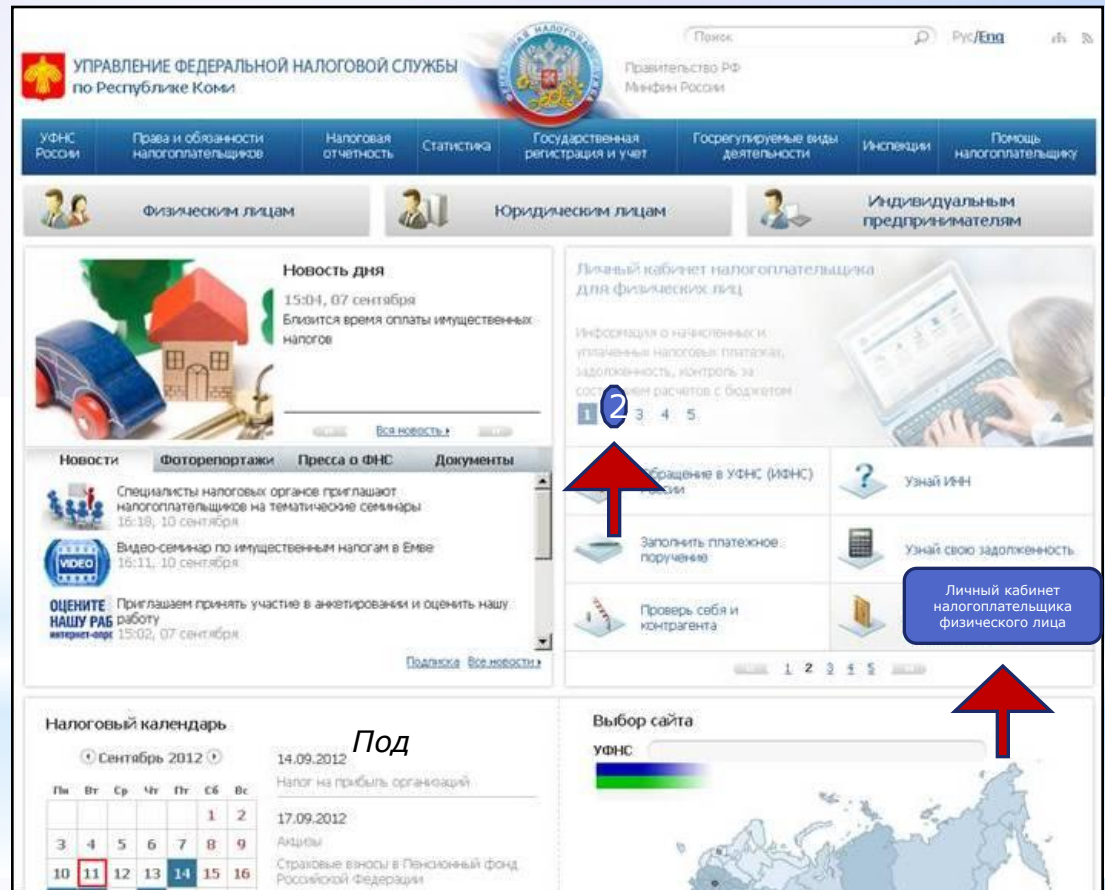 Поиск
Рус/Eng
УПРАВЛЕНИЕ ФЕДЕРАЛЬНОЙ НАЛОГОВОЙ СЛУЖБЫ
по Республике Коми
Правительство РФ
Минфин России
УФНС России
Права и обязанности налогоплательщиков
Налоговая отчетность
Статистика
Государственная регистрация и учет
Госрегулируемые виды деятельности
Инспекции
Помощь налогоплательщику
Физическим лицам
Юридическим лицам
Индивидуальным предпринимателям
Новость дня
15:04, 07 сентября
Близится время оплаты имущественных
налогов
Вся новость
Личный кабинет налогоплательщика
для физических лиц
Информация о начисленных и
уплаченных налоговых платежах,
задолженность, контроль за
состоянием расчетов с бюджетом
1 2 3 4 5
Новости Фоторепортажи Пресса о ФНС Документы
Специалисты налоговых органов приглашают
налогоплательщиков на тематические семинары
16:18, 10 сентября
VIDEO
Видео-семинар по имущественным налогам в Емве
16:11, 10 сентября
ОЦЕНИТЕ
НАШУ РАБ
интернет-опрс
Приглашаем принять участие в анкетировании и оценить нашу
работу
15:02, 07 сентября
Подписка Все новости
Обращение в УФНС (ИФНС)
России
Узнай ИНН
Заполнить платежное
поручение
Узнай свою задолженность
Проверь себя и
контрагента
Личный кабинет
налогоплательщика
физического лица
1 2 3 4 5
Налоговый календарь
Сентябрь 2012
Пн Вт Ср Чт Пт Сб Вс
1 2
3 4 5 6 7 8 9
10 11 12 13 14 15 16
Под
14.09.2012
Налог на прибыль организаций
17.09.2012
Акцизы
Страховые взносы в Пенсионный фонд
Российской Федерации
Выбор сайта
УФНС